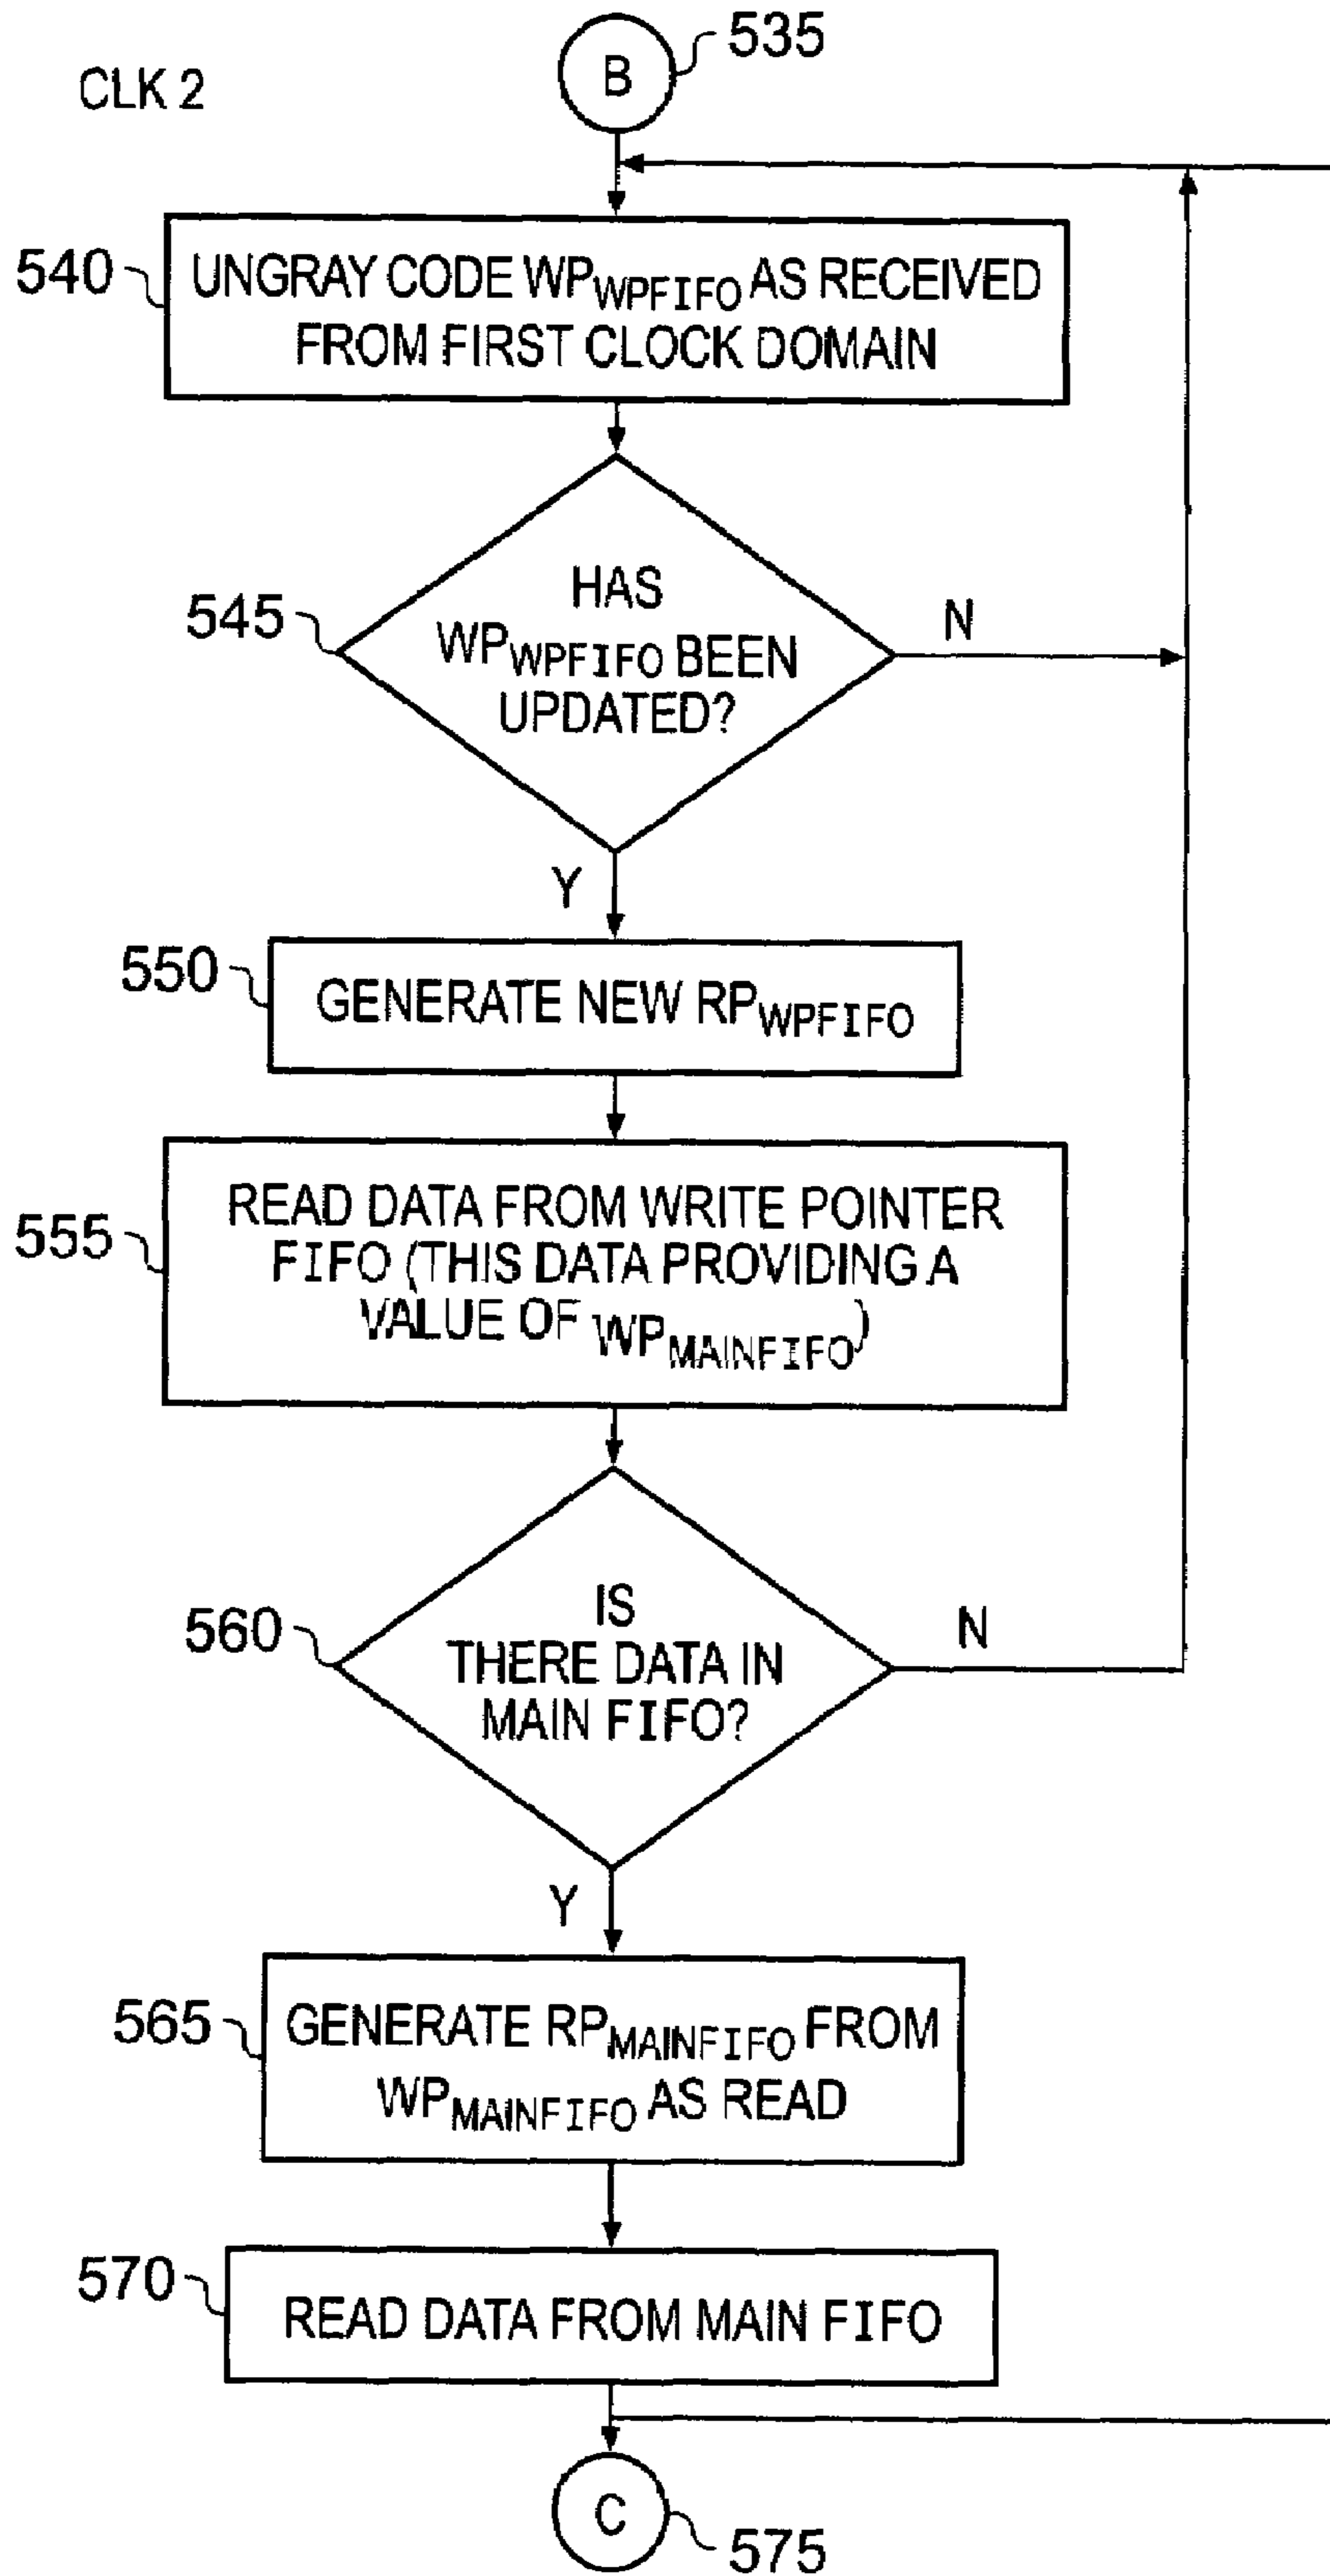 CLK 2
B
535
540
UNGRAY CODE WPWPFIFO AS RECEIVED
FROM FIRST CLOCK DOMAIN
545
HAS
WPWPFIFO BEEN
UPDATED?
N
Y
550
GENERATE NEW RPWPFIFO
555
READ DATA FROM WRITE POINTER
FIFO (THIS DATA PROVIDING A
VALUE OF WPMAINFIFO)
560
IS
THERE DATA IN
MAIN FIFO?
N
Y
565
GENERATE RPMAINFIFO FROM
WPMAINFIFO AS READ
570
READ DATA FROM MAIN FIFO
C
575